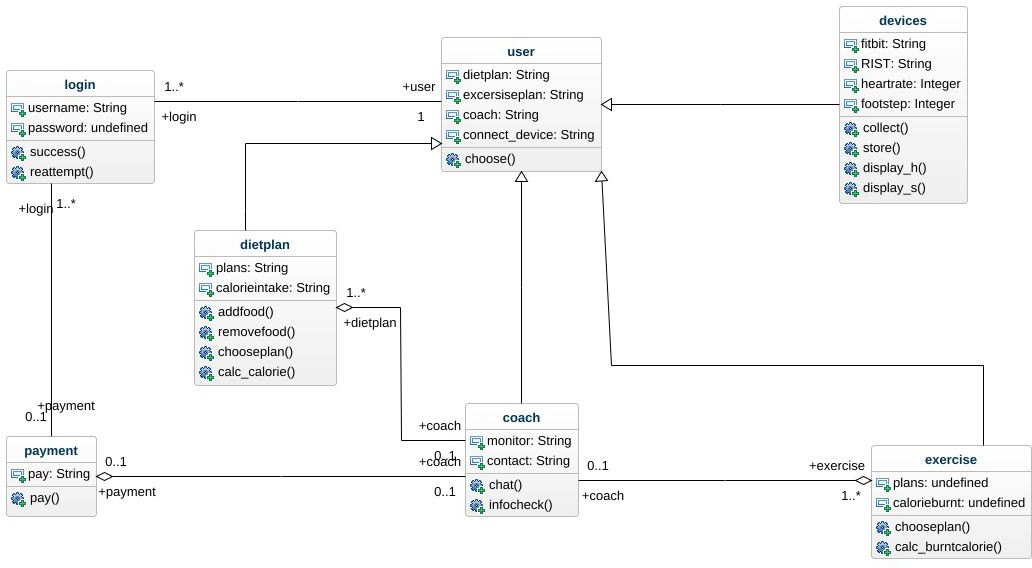 devices
fitbit: String
RIST: String
heartrate: Integer
footstep: Integer
collect()
store()
display_h()
display_s()
user
dietplan: String
excersiseplan: String
coach: String
connect_device: String
choose()
login
username: String
password: undefined
success()
reattempt()
1..*
+login
+user
1
+login
1..*
dietplan
plans: String
calorieintake: String
addfood()
removefood()
chooseplan()
calc_calorie()
1..*
+dietplan
+payment
0..1
payment
pay: String
pay()
0..1
+payment
+coach
0..1
+coach
0..1
coach
monitor: String
contact: String
chat()
infocheck()
0..1
+coach
+exercise
1..*
exercise
plans: undefined
calorieburnt: undefined
chooseplan()
calc_burntcalorie()